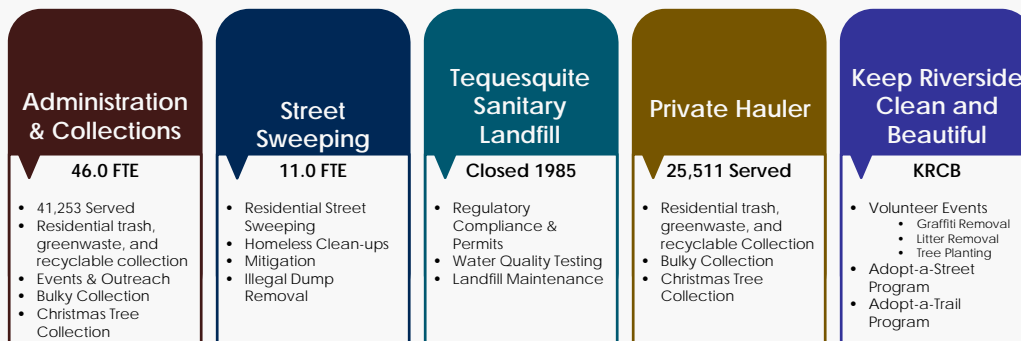 Administration
& Collections
46.0 FTE
• 41,253 Served
• Residential trash,
greenwaste, and
recyclable collection
• Events & Outreach
• Bulky Collection
• Christmas Tree
Collection
Street
Sweeping
11.0 FTE
• Residential Street
Sweeping
• Homeless Clean-ups
• Mitigation
• Illegal Dump
Removal
Tequesquite
Sanitary
Landfill
Closed 1985
• Regulatory
Compliance &
Permits
• Water Quality Testing
• Landfill Maintenance
Private Hauler
25,511 Served
• Residential trash,
greenwaste, and
recyclable Collection
• Bulky Collection
• Christmas Tree
Collection
Keep Riverside
Clean and
Beautiful
KRCB
• Volunteer Events
• Graffiti Removal
• Litter Removal
• Tree Planting
• Adopt-a-Street
Program
• Adopt-a-Trail
Program